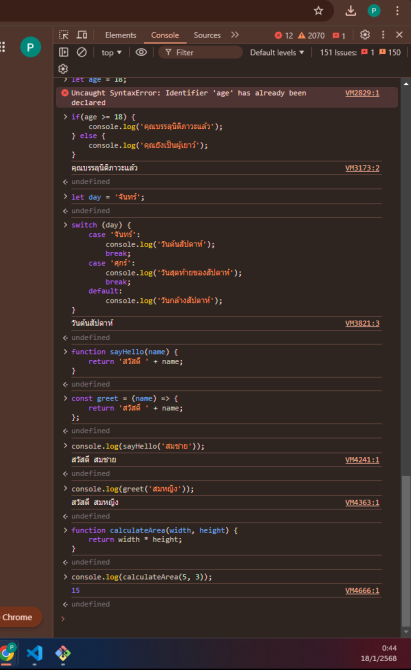 P
P
Elements Console Sources
12 2070 1
top Filter Default levels 151 Issues: 1 150
let age = 18;
Uncaught SyntaxError: Identifier 'age' has already been VM2829:1
declared
if(age >= 18) {
console.log('คุณบรรลุนิติภาวะแล้ว');
} else {
console.log('คุณยังเป็นผู้เยาว์');
}
คุณบรรลุนิติภาวะแล้ว VM3173:2
undefined
let day = 'จันทร์';
undefined
switch (day) {
case 'จันทร์':
console.log('วันต้นสัปดาห์');
break;
case 'ศุกร์':
console.log('วันสุดท้ายของสัปดาห์');
break;
default:
console.log('วันกลางสัปดาห์');
}
วันต้นสัปดาห์ VM3821:3
undefined
function sayHello(name) {
return 'สวัสดี ' + name;
}
undefined
const greet = (name) => {
return 'สวัสดี ' + name;
};
undefined
console.log(sayHello('สมชาย'));
สวัสดี สมชาย VM4241:1
undefined
console.log(greet('สมหญิง'));
สวัสดี สมหญิง VM4363:1
undefined
function calculateArea(width, height) {
return width * height;
}
undefined
console.log(calculateArea(5, 3));
15 VM4666:1
undefined
Chrome
P
0:44
18/1/2568